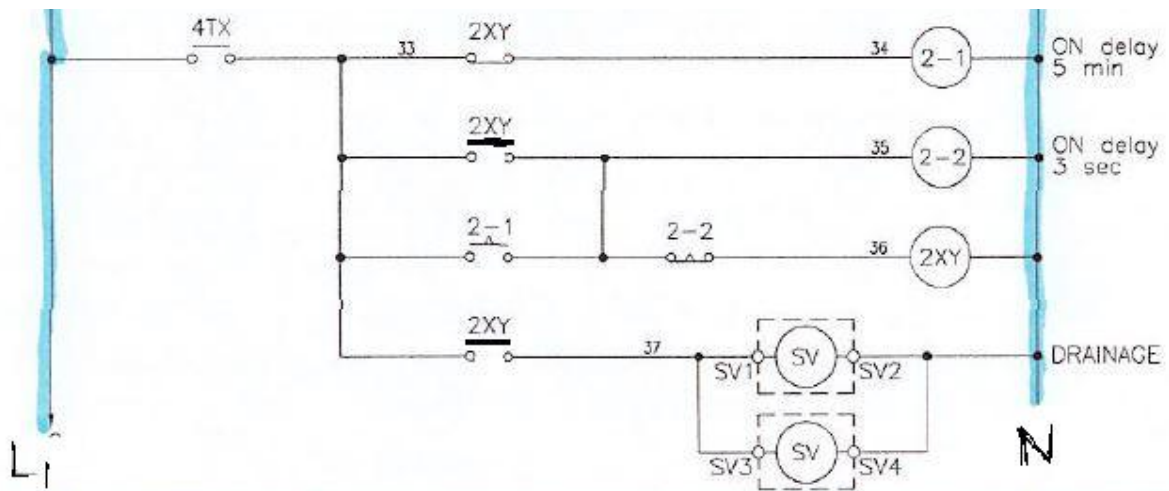 4TX
33
2XY
34
2-1
ON delay
5 min
2XY
35
2-2
ON delay
3 sec
2-1
2-2
36
2XY
2XY
37
SV1
SV
SV2
DRAINAGE
SV3
SV
SV4
L1
N